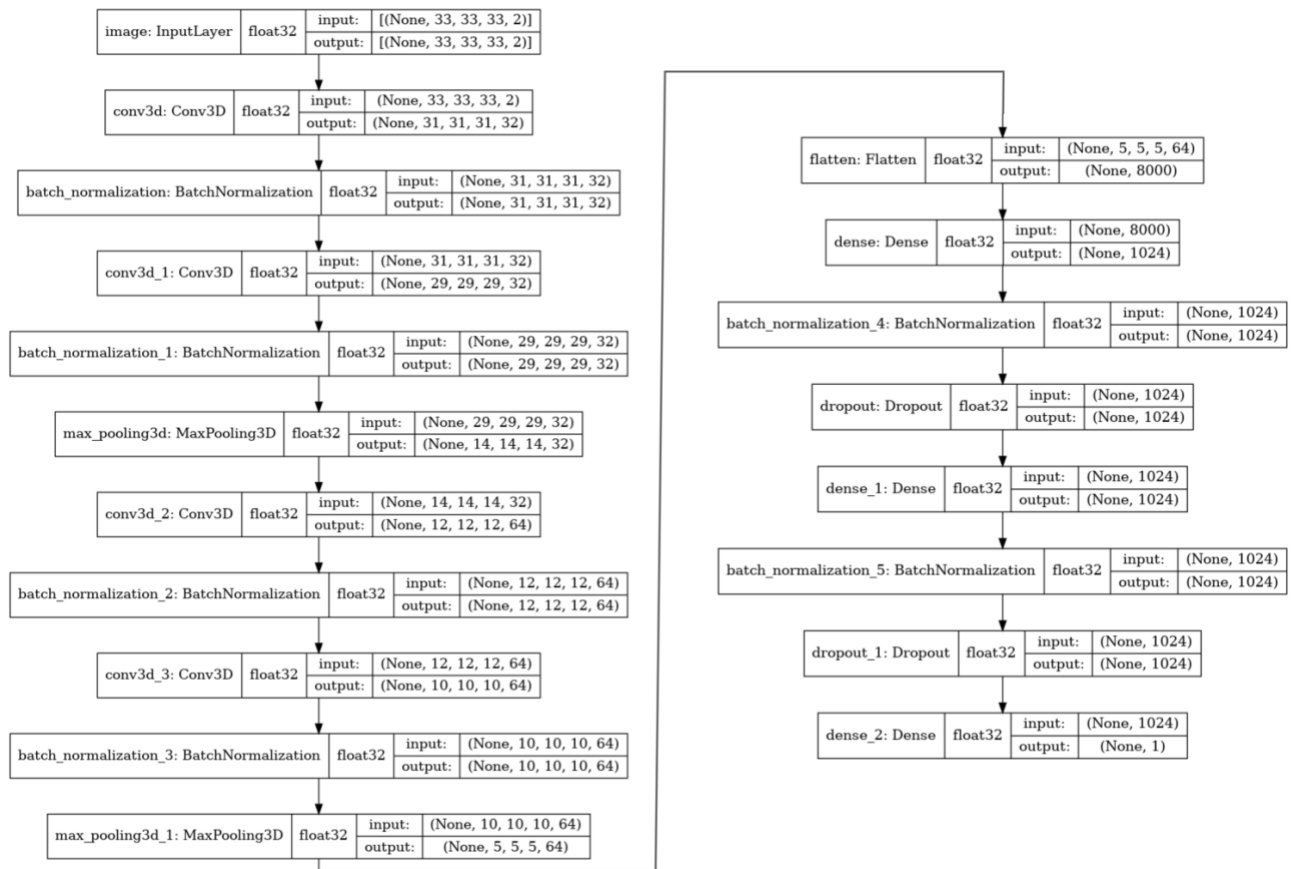 image: InputLayer float32 input: [(None, 33, 33, 33, 2)]
output: [(None, 33, 33, 33, 2)]
conv3d: Conv3D float32 input: (None, 33, 33, 33, 2)
output: (None, 31, 31, 31, 32)
batch_normalization: BatchNormalization float32 input: (None, 31, 31, 31, 32)
output: (None, 31, 31, 31, 32)
conv3d_1: Conv3D float32 input: (None, 31, 31, 31, 32)
output: (None, 29, 29, 29, 32)
batch_normalization_1: BatchNormalization float32 input: (None, 29, 29, 29, 32)
output: (None, 29, 29, 29, 32)
max_pooling3d: MaxPooling3D float32 input: (None, 29, 29, 29, 32)
output: (None, 14, 14, 14, 32)
conv3d_2: Conv3D float32 input: (None, 14, 14, 14, 32)
output: (None, 12, 12, 12, 64)
batch_normalization_2: BatchNormalization float32 input: (None, 12, 12, 12, 64)
output: (None, 12, 12, 12, 64)
conv3d_3: Conv3D float32 input: (None, 12, 12, 12, 64)
output: (None, 10, 10, 10, 64)
batch_normalization_3: BatchNormalization float32 input: (None, 10, 10, 10, 64)
output: (None, 10, 10, 10, 64)
max_pooling3d_1: MaxPooling3D float32 input: (None, 10, 10, 10, 64)
output: (None, 5, 5, 5, 64)
flatten: Flatten float32 input: (None, 5, 5, 5, 64)
output: (None, 8000)
dense: Dense float32 input: (None, 8000)
output: (None, 1024)
batch_normalization_4: BatchNormalization float32 input: (None, 1024)
output: (None, 1024)
dropout: Dropout float32 input: (None, 1024)
output: (None, 1024)
dense_1: Dense float32 input: (None, 1024)
output: (None, 1024)
batch_normalization_5: BatchNormalization float32 input: (None, 1024)
output: (None, 1024)
dropout_1: Dropout float32 input: (None, 1024)
output: (None, 1024)
dense_2: Dense float32 input: (None, 1024)
output: (None, 1)